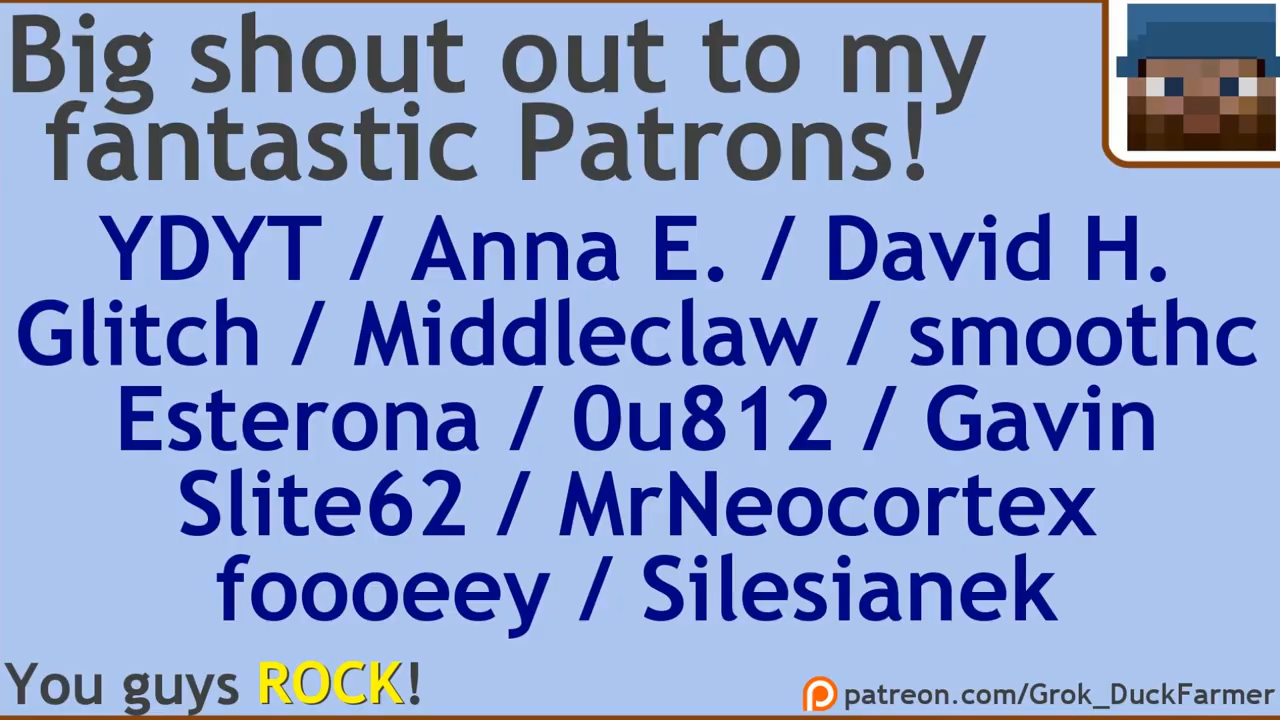 Big shout out to my
fantastic Patrons!
YDYT / Anna E. / David H.
Glitch / Middleclaw / smoothc
Esterona / 0u812 / Gavin
Slite62 / MrNeocortex
foooeey / Silesianek
You guys ROCK!
patreon.com/Grok_DuckFarmer